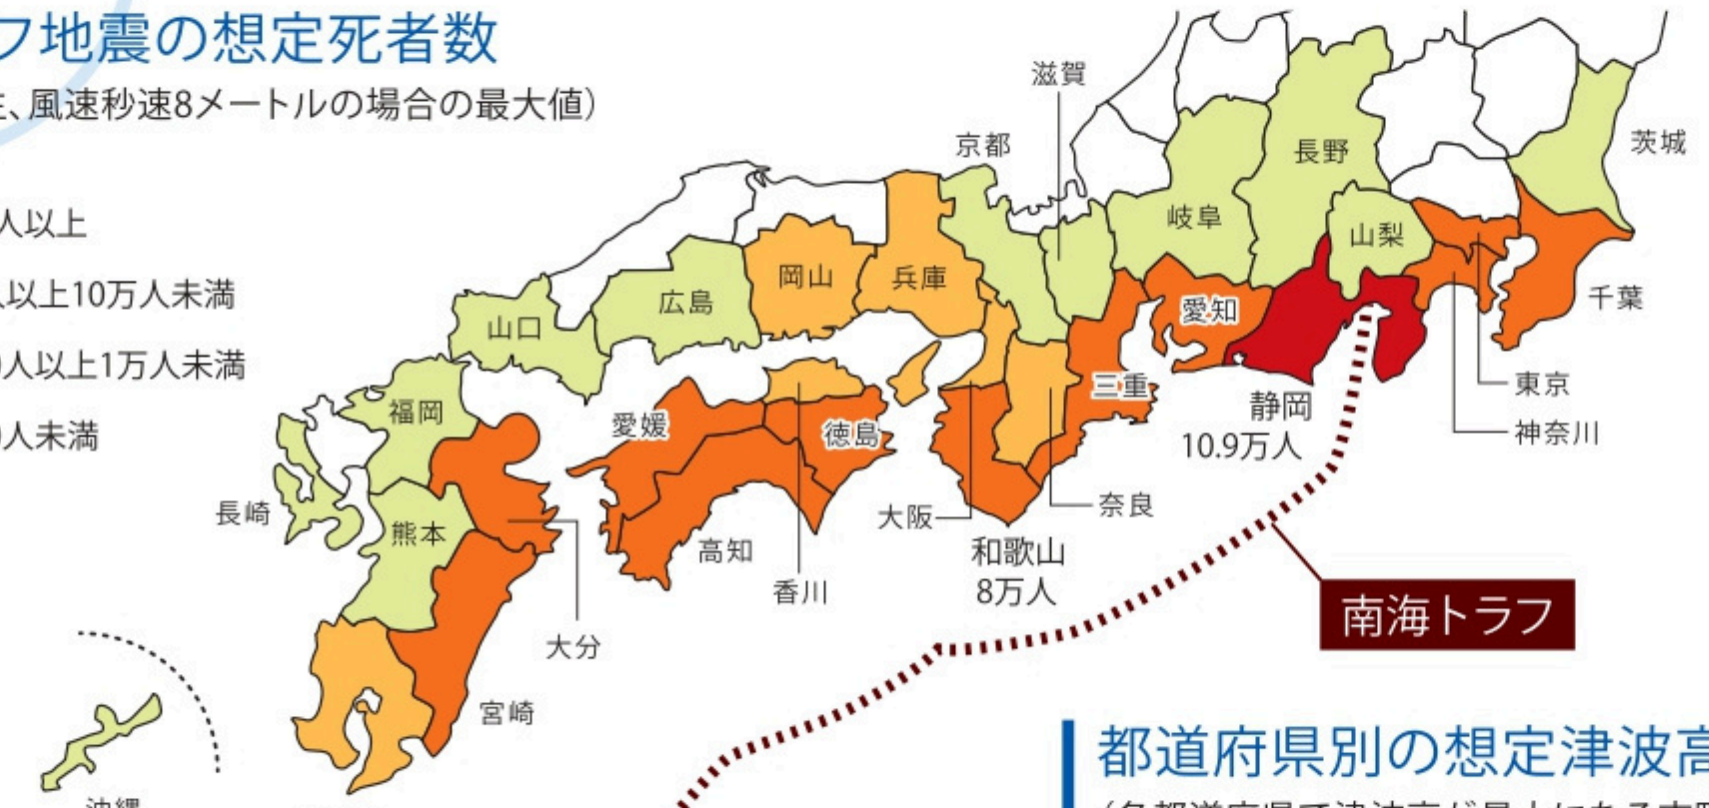 フ地震の想定死者数
、風速秒速8メートルの場合の最大値）
人以上
人以上10万人未満
人以上1万人未満
人未満
滋賀
京都
茨城
長野
岐阜
山梨
岡山
兵庫
広島
山口
愛知
千葉
三重
東京
静岡
10.9万人
神奈川
福岡
愛媛
徳島
長崎
熊本
大阪
奈良
高知
和歌山
8万人
香川
大分
南海トラフ
宮崎
都道府県別の想定津波高
沖縄